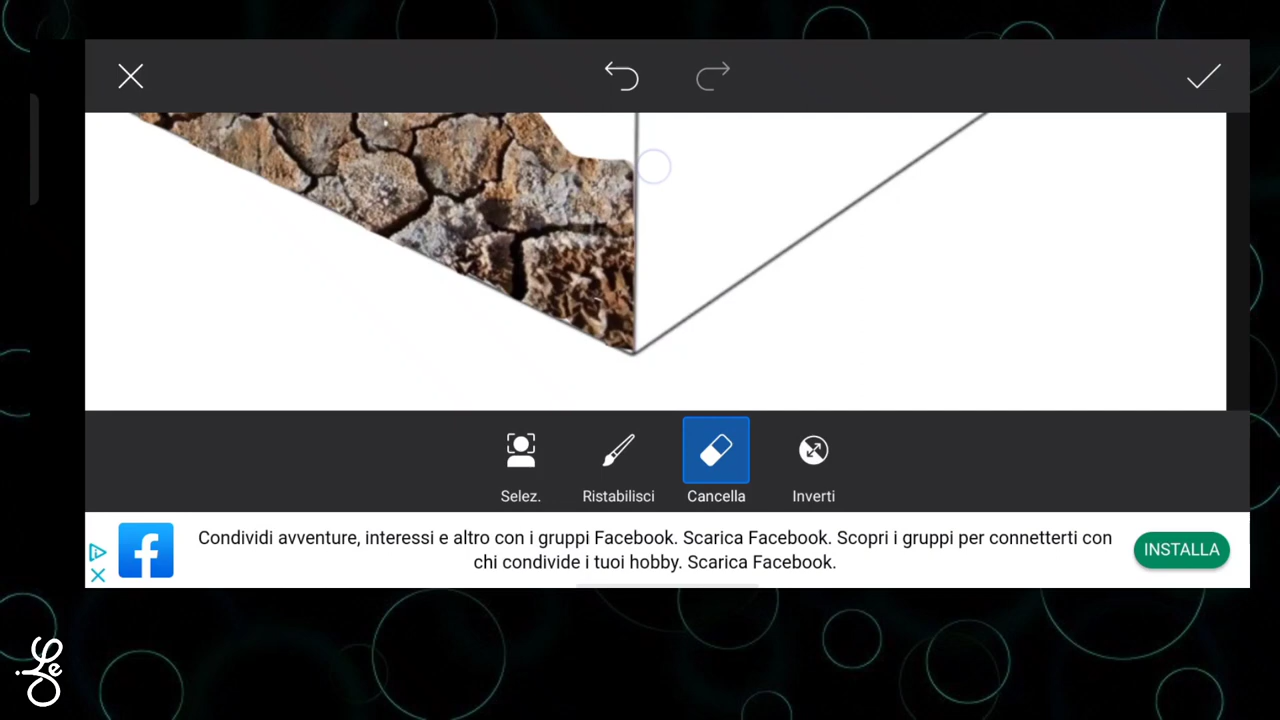 Selez.
Ristabilisci
Cancella
Inverti
Condividi avventure, interessi e altro con i gruppi Facebook. Scarica Facebook. Scopri i gruppi per connetterti con
chi condivide i tuoi hobby. Scarica Facebook.
INSTALLA